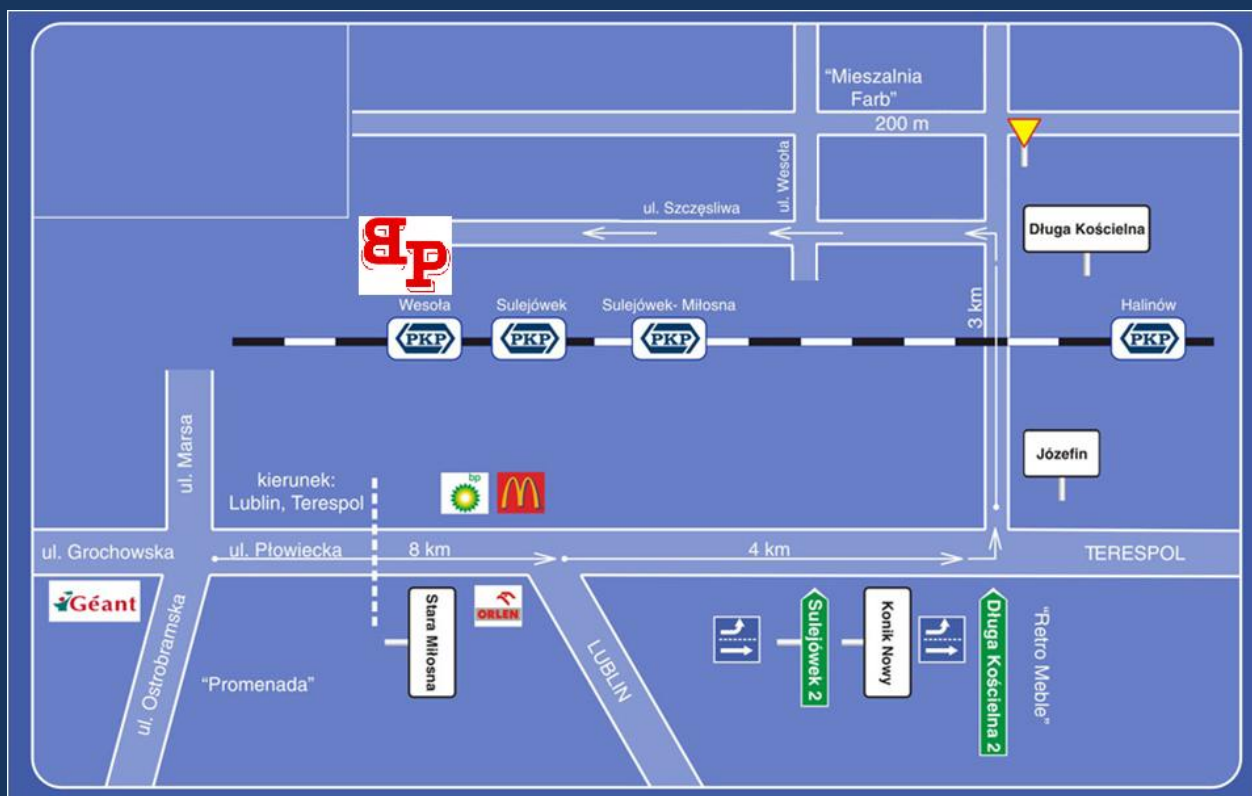 "Mieszalnia
Farb"
200 m
ul. Wesoła
ul. Szczęsliwa
Długa Kościelna
BP
Wesoła
Sulejówek
Sulejówek- Miłosna
3 km
Halinów
PKP
PKP
PKP
PKP
ul. Marsa
Józefin
kierunek:
Lublin, Terespol
bp
ul. Grochowska
ul. Płowiecka
8 km
4 km
TERESPOL
Géant
ul. Ostrobramska
"Promenada"
Stara Miłosna
ORLEN
LUBLIN
Sulejówek 2
Konik Nowy
Długa Kościelna 2
"Retro Meble"